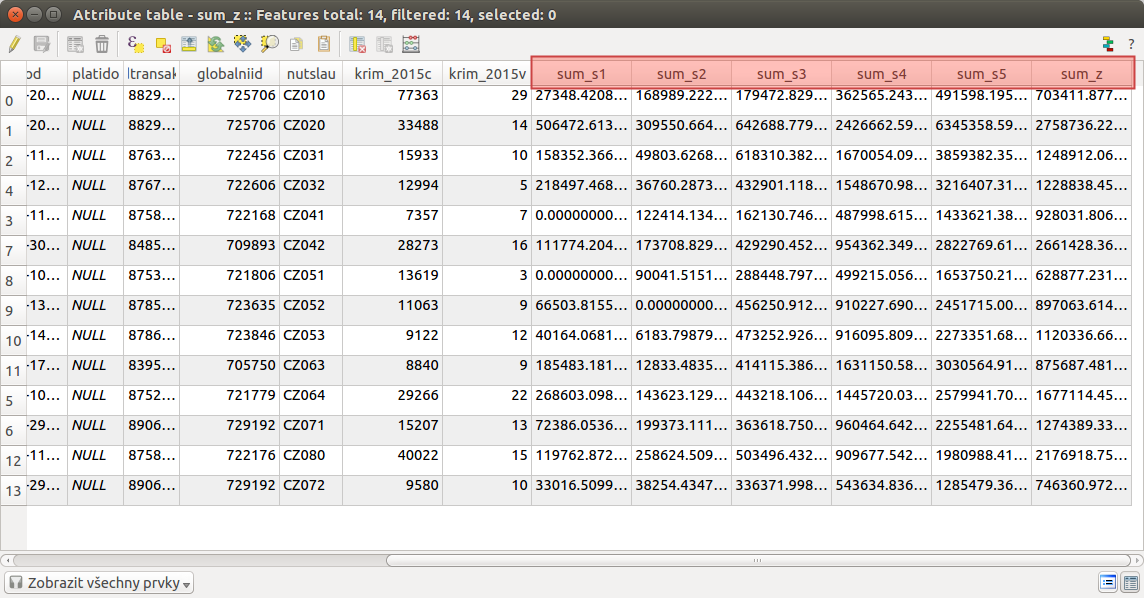 Attribute table - sum_z :: Features total: 14, filtered: 14, selected: 0
?
od platido ltransak globalniid nutslau krim_2015c krim_2015v sum_s1 sum_s2 sum_s3 sum_s4 sum_s5 sum_z
0 -20... NULL 8829... 725706 CZ010 77363 29 27348.4208... 168989.222... 179472.829... 362565.243... 491598.195... 703411.877...
1 -20... NULL 8829... 725706 CZ020 33488 14 506472.613... 309550.664... 642688.779... 2426662.59... 6345358.59... 2758736.22...
2 -11... NULL 8763... 722456 CZ031 15933 10 158352.366... 49803.6268... 618310.382... 1670054.09... 3859382.35... 1248912.06...
4 -12... NULL 8767... 722606 CZ032 12994 5 218497.468... 36760.2873... 432901.118... 1548670.98... 3216407.31... 1228838.45...
3 -11... NULL 8758... 722168 CZ041 7357 7 0.00000000... 122414.134... 162130.746... 487998.615... 1433621.38... 928031.806...
7 -30... NULL 8485... 709893 CZ042 28273 16 111774.204... 173708.829... 429290.452... 954362.349... 2822769.61... 2661428.36...
8 -10... NULL 8753... 721806 CZ051 13619 3 0.00000000... 90041.5151... 288448.797... 499215.056... 1653750.21... 628877.231...
9 -13... NULL 8785... 723635 CZ052 11063 9 66503.8155... 0.00000000... 456250.912... 910227.690... 2451715.00... 897063.614...
10 -14... NULL 8786... 723846 CZ053 9122 12 40164.0681... 6183.79879... 473252.926... 916095.809... 2273351.68... 1120336.66...
11 -17... NULL 8395... 705750 CZ063 8840 9 185483.181... 12833.4835... 414115.386... 1631150.58... 3030564.91... 875687.481...
5 -10... NULL 8752... 721779 CZ064 29266 22 268603.098... 143623.129... 443218.106... 1445720.03... 2579941.70... 1677114.45...
6 -29... NULL 8906... 729192 CZ071 15207 13 72386.0536... 199373.111... 363618.750... 960464.642... 2255481.64... 1274389.33...
12 -11... NULL 8758... 722176 CZ080 40022 15 119762.872... 258624.509... 503496.432... 909677.542... 1980988.41... 2176918.75...
13 -29... NULL 8906... 729192 CZ072 9580 10 33016.5099... 38254.4347... 336371.998... 543634.836... 1285479.36... 746360.972...
Zobrazit všechny prvky